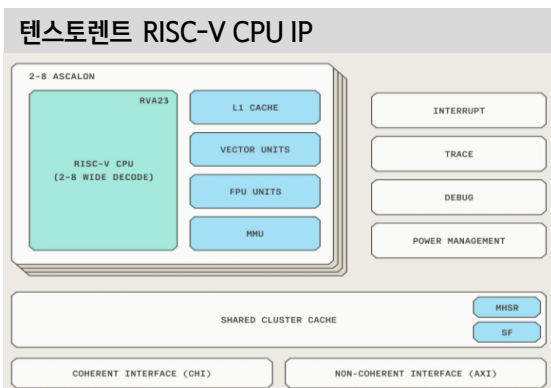 텐스토렌트 RISC-V CPU IP
2-8 ASCALON
RVA23
RISC-V CPU
(2-8 WIDE DECODE)
L1 CACHE
VECTOR UNITS
FPU UNITS
MMU
INTERRUPT
TRACE
DEBUG
POWER MANAGEMENT
SHARED CLUSTER CACHE
MHSR
SF
COHERENT INTERFACE (CHI)
NON-COHERENT INTERFACE (AXI)